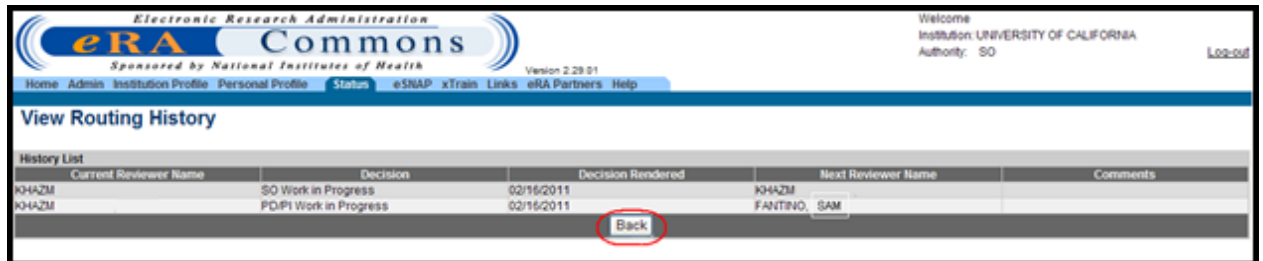 Electronic Research Administration
eRA Commons
Sponsored by National Institutes of Health
Version 2.29.01
Welcome
Institution: UNIVERSITY OF CALIFORNIA
Authority: SO
Log-out
Home Admin Institution Profile Personal Profile Status eSNAP xTrain Links eRA Partners Help
View Routing History
History List
Current Reviewer Name Decision Decision Rendered Next Reviewer Name Comments
KHAZM SO Work in Progress 02/16/2011 KHAZM
KHAZM PD/PI Work in Progress 02/16/2011 FANTINO, SAM
Back